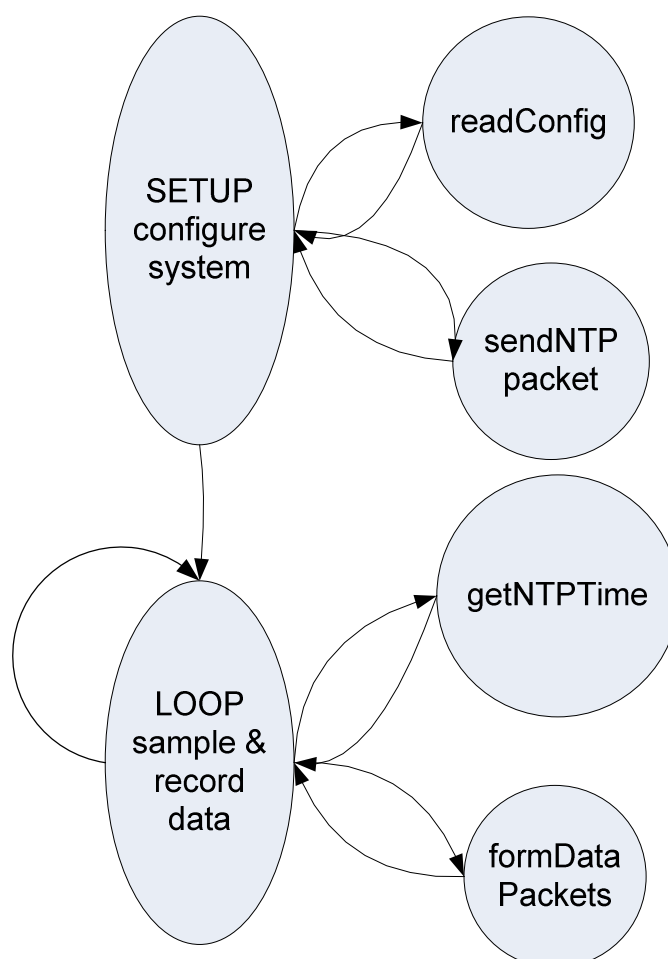 SETUP
configure
system
readConfig
sendNTP
packet
LOOP
sample &
record
data
getNTPTime
formData
Packets